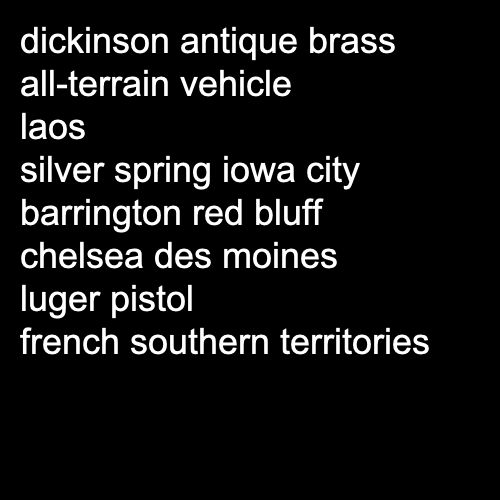 dickinson antique brass
all-terrain vehicle
laos
silver spring iowa city
barrington red bluff
chelsea des moines
luger pistol
french southern territories